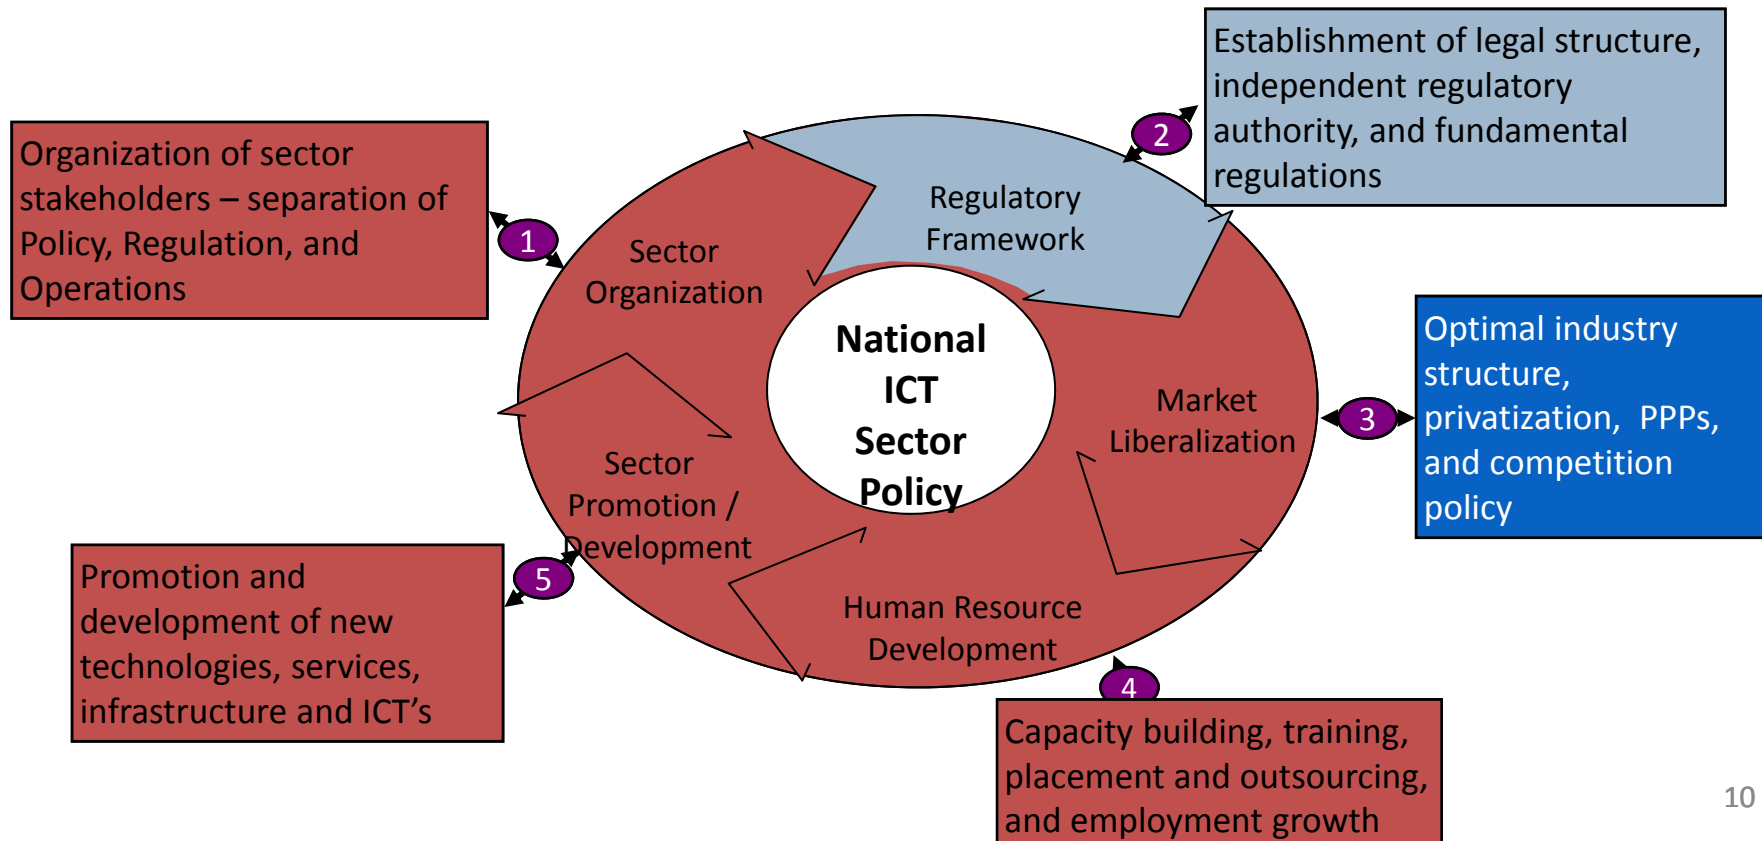 Organization of sector
stakeholders – separation of
Policy, Regulation, and
Operations
1
Sector
Organization
Establishment of legal structure,
independent regulatory
authority, and fundamental
regulations
2
Regulatory
Framework
Optimal industry
structure,
privatization, PPPs,
and competition
policy
3
Market
Liberalization
National
ICT
Sector
Policy
Capacity building, training,
placement and outsourcing,
and employment growth
4
Human Resource
Development
Promotion and
development of new
technologies, services,
infrastructure and ICT’s
5
Sector
Promotion /
Development
10